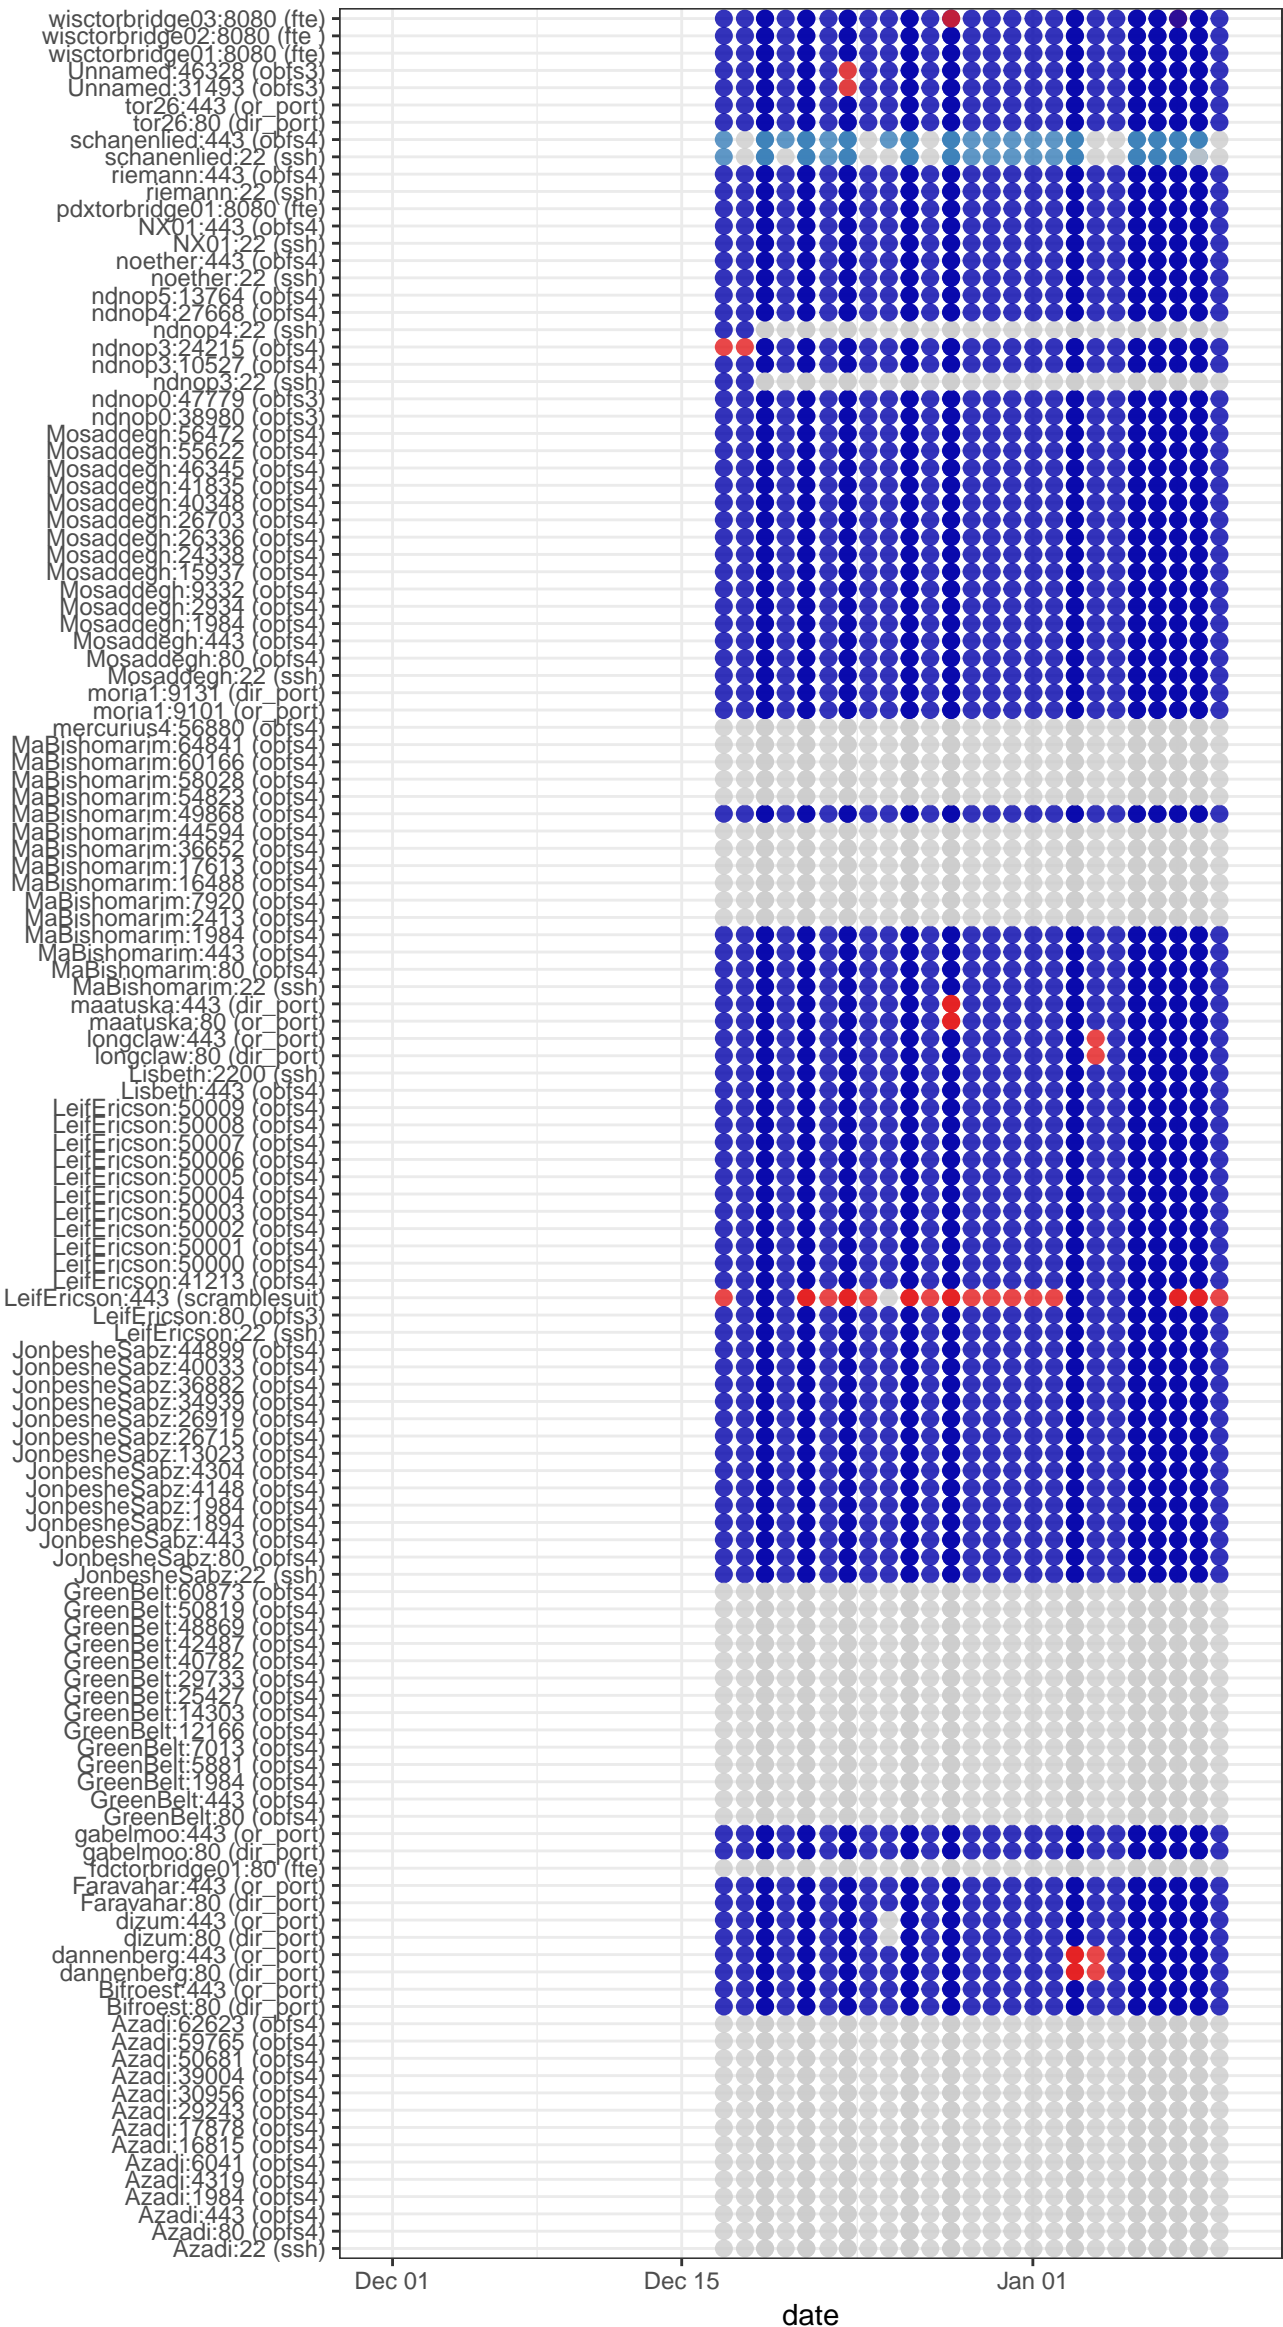 wisctorbridge03:8080 (fte)
wisctorbridge02:8080 (fte )
wisctorbridge01:8080 (fte)
Unnamed:46328 (obfs3)
Unnamed:31493 (obfs3)
tor26:443 (or_port)
tor26:80 (dir_port)
schanenlied:443 (obfs4)
schanenlied:22 (ssh)
riemann:443 (obfs4)
riemann:22 (ssh)
pdxtorbridge01:8080 (fte)
NX01:443 (obfs4)
NX01:22 (ssh)
noether:443 (obfs4)
noether:22 (ssh)
ndnop5:13764 (obfs4)
ndnop4:27668 (obfs4)
ndnop4:22 (ssh)
ndnop3:24215 (obfs4)
ndnop3:10527 (obfs4)
ndnop3:22 (ssh)
ndnop0:47779 (obfs3)
ndnop0:38980 (obfs3)
Mosaddegh:56472 (obfs4)
Mosaddegh:55622 (obfs4)
Mosaddegh:46345 (obfs4)
Mosaddegh:41835 (obfs4)
Mosaddegh:40348 (obfs4)
Mosaddegh:26703 (obfs4)
Mosaddegh:26336 (obfs4)
Mosaddegh:24338 (obfs4)
Mosaddegh:15937 (obfs4)
Mosaddegh:9332 (obfs4)
Mosaddegh:2934 (obfs4)
Mosaddegh:1984 (obfs4)
Mosaddegh:443 (obfs4)
Mosaddegh:80 (obfs4)
Mosaddegh:22 (ssh)
moria1:9131 (dir_port)
moria1:9101 (or_port)
mercurius4:56880 (obfs4)
MaBishomarim:64841 (obfs4)
MaBishomarim:60166 (obfs4)
MaBishomarim:58028 (obfs4)
MaBishomarim:54823 (obfs4)
MaBishomarim:49868 (obfs4)
MaBishomarim:44594 (obfs4)
MaBishomarim:36652 (obfs4)
MaBishomarim:17613 (obfs4)
MaBishomarim:16488 (obfs4)
MaBishomarim:7920 (obfs4)
MaBishomarim:2413 (obfs4)
MaBishomarim:1984 (obfs4)
MaBishomarim:443 (obfs4)
MaBishomarim:80 (obfs4)
MaBishomarim:22 (ssh)
maatuska:443 (dir_port)
maatuska:80 (or_port)
longclaw:443 (or_port)
longclaw:80 (dir_port)
Lisbeth:2200 (ssh)
Lisbeth:443 (obfs4)
LeifEricson:50009 (obfs4)
LeifEricson:50008 (obfs4)
LeifEricson:50007 (obfs4)
LeifEricson:50006 (obfs4)
LeifEricson:50005 (obfs4)
LeifEricson:50004 (obfs4)
LeifEricson:50003 (obfs4)
LeifEricson:50002 (obfs4)
LeifEricson:50001 (obfs4)
LeifEricson:50000 (obfs4)
LeifEricson:41213 (obfs4)
LeifEricson:443 (scramblesuit)
LeifEricson:80 (obfs3)
LeifEricson:22 (ssh)
JonbesheSabz:44899 (obfs4)
JonbesheSabz:40033 (obfs4)
JonbesheSabz:36882 (obfs4)
JonbesheSabz:34939 (obfs4)
JonbesheSabz:26919 (obfs4)
JonbesheSabz:26715 (obfs4)
JonbesheSabz:13023 (obfs4)
JonbesheSabz:4304 (obfs4)
JonbesheSabz:4148 (obfs4)
JonbesheSabz:1984 (obfs4)
JonbesheSabz:1894 (obfs4)
JonbesheSabz:443 (obfs4)
JonbesheSabz:80 (obfs4)
JonbesheSabz:22 (ssh)
GreenBelt:60873 (obfs4)
GreenBelt:50819 (obfs4)
GreenBelt:48869 (obfs4)
GreenBelt:42487 (obfs4)
GreenBelt:40782 (obfs4)
GreenBelt:29733 (obfs4)
GreenBelt:25427 (obfs4)
GreenBelt:14303 (obfs4)
GreenBelt:12166 (obfs4)
GreenBelt:7013 (obfs4)
GreenBelt:5881 (obfs4)
GreenBelt:1984 (obfs4)
GreenBelt:443 (obfs4)
GreenBelt:80 (obfs4)
gabelmoo:443 (or_port)
gabelmoo:80 (dir_port)
fdctorbridge01:80 (fte)
Faravahar:443 (or_port)
Faravahar:80 (dir_port)
dizum:443 (or_port)
dizum:80 (dir_port)
dannenberg:443 (or_port)
dannenberg:80 (dir_port)
Bifroest:443 (or_port)
Bifroest:80 (dir_port)
Azadi:62623 (obfs4)
Azadi:59765 (obfs4)
Azadi:50681 (obfs4)
Azadi:39004 (obfs4)
Azadi:30956 (obfs4)
Azadi:29243 (obfs4)
Azadi:17878 (obfs4)
Azadi:16815 (obfs4)
Azadi:6041 (obfs4)
Azadi:4319 (obfs4)
Azadi:1984 (obfs4)
Azadi:443 (obfs4)
Azadi:80 (obfs4)
Azadi:22 (ssh)
Dec 01 Dec 15 Jan 01
date